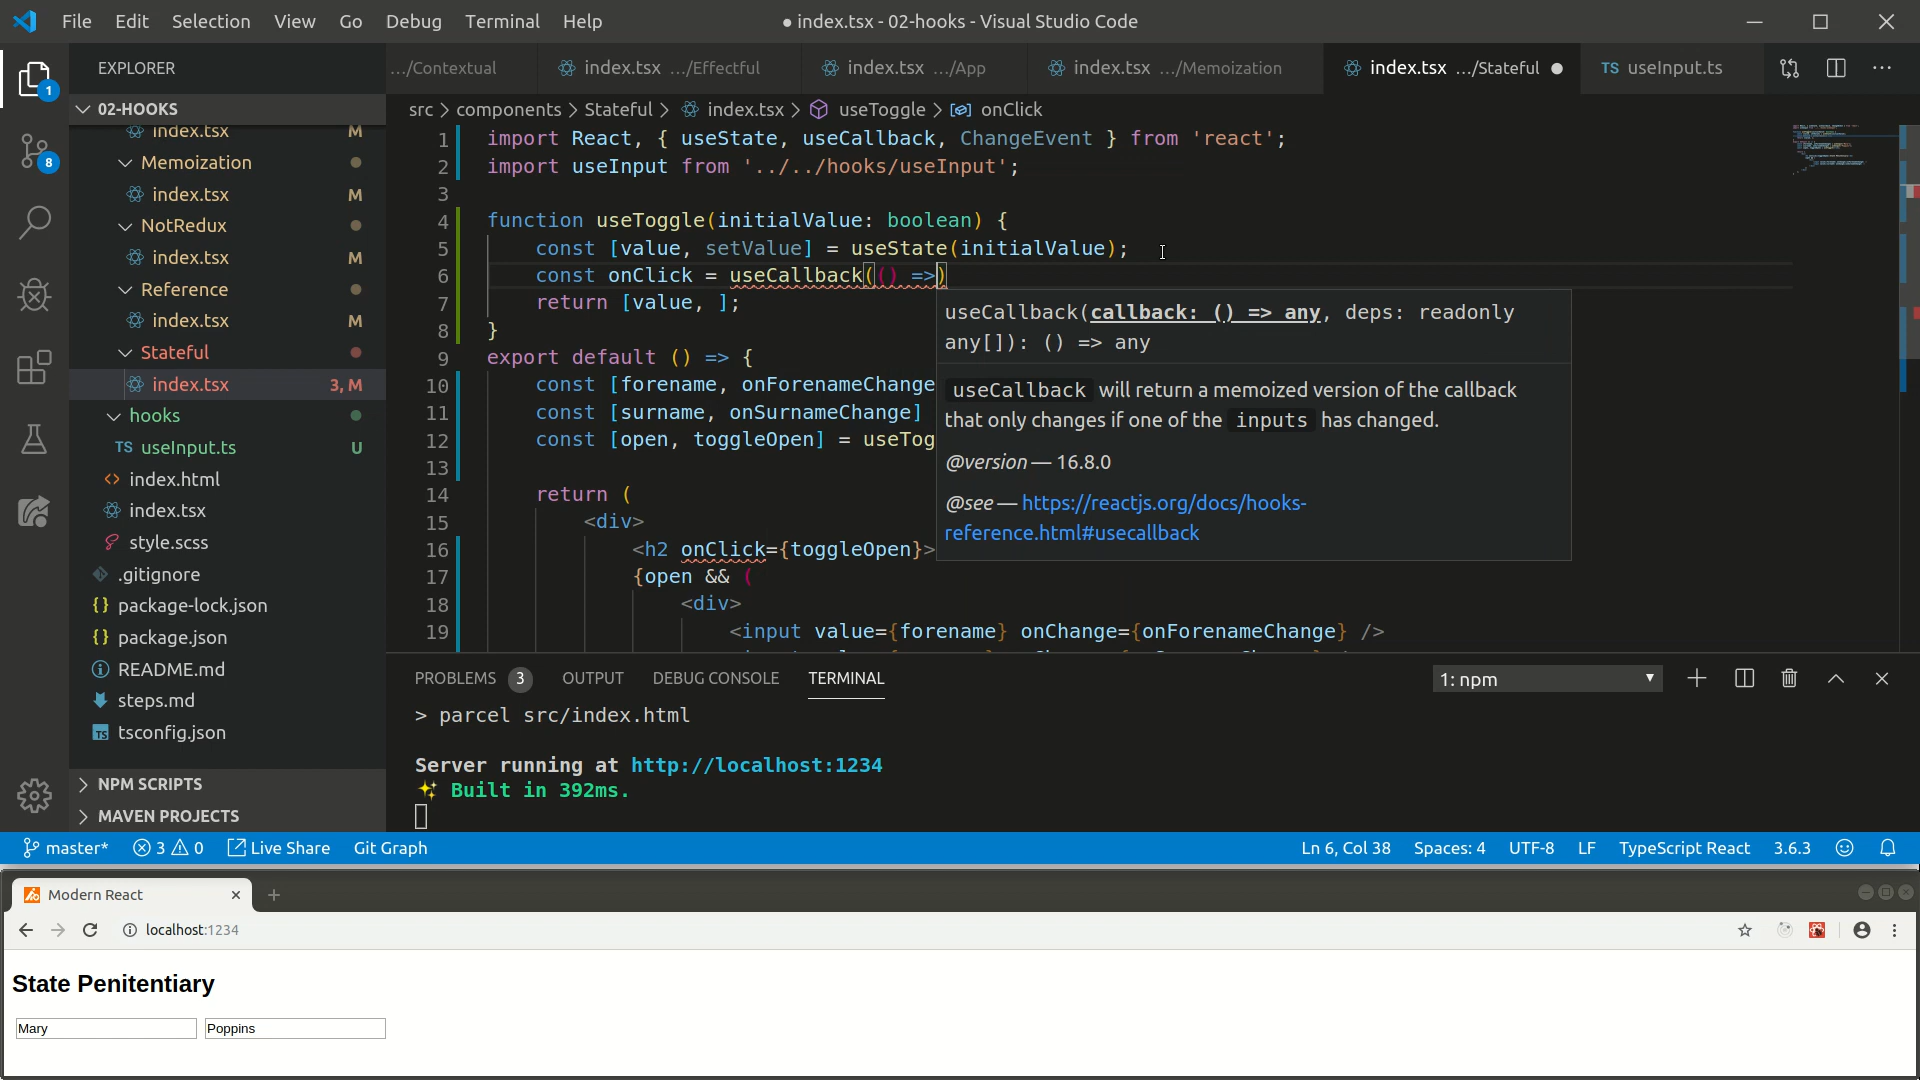 File Edit Selection View Go Debug Terminal Help
● index.tsx - 02-hooks - Visual Studio Code
EXPLORER
.../Contextual
index.tsx .../Effectful
index.tsx .../App
index.tsx .../Memoization
index.tsx .../Stateful ●
TS useInput.ts
1
8
02-HOOKS
index.tsx M
Memoization
index.tsx M
NotRedux
index.tsx M
Reference
index.tsx M
Stateful
index.tsx 3, M
hooks
TS useInput.ts U
index.html
index.tsx
style.scss
.gitignore
package-lock.json
package.json
README.md
steps.md
tsconfig.json
NPM SCRIPTS
MAVEN PROJECTS
src > components > Stateful > index.tsx > useToggle > onClick
1 import React, { useState, useCallback, ChangeEvent } from 'react';
2 import useInput from '../../hooks/useInput';
3
4 function useToggle(initialValue: boolean) {
5 const [value, setValue] = useState(initialValue);
6 const onClick = useCallback(() =>)
7 return [value, ];
8 }
9 export default () => {
10 const [forename, onForenameChange
11 const [surname, onSurnameChange]
12 const [open, toggleOpen] = useTog
13
14 return (
15 <div>
16 <h2 onClick={toggleOpen}>
17 {open && (
18 <div>
19 <input value={forename} onChange={onForenameChange} />
useCallback(callback: () => any, deps: readonly
any[]): () => any
useCallback will return a memoized version of the callback
that only changes if one of the inputs has changed.
@version — 16.8.0
@see — https://reactjs.org/docs/hooks-
reference.html#usecallback
PROBLEMS 3 OUTPUT DEBUG CONSOLE TERMINAL
1: npm
> parcel src/index.html
Server running at http://localhost:1234
✨ Built in 392ms.
master* 3 0 Live Share Git Graph
Ln 6, Col 38 Spaces: 4 UTF-8 LF TypeScript React 3.6.3
Modern React
localhost:1234
State Penitentiary
Mary Poppins